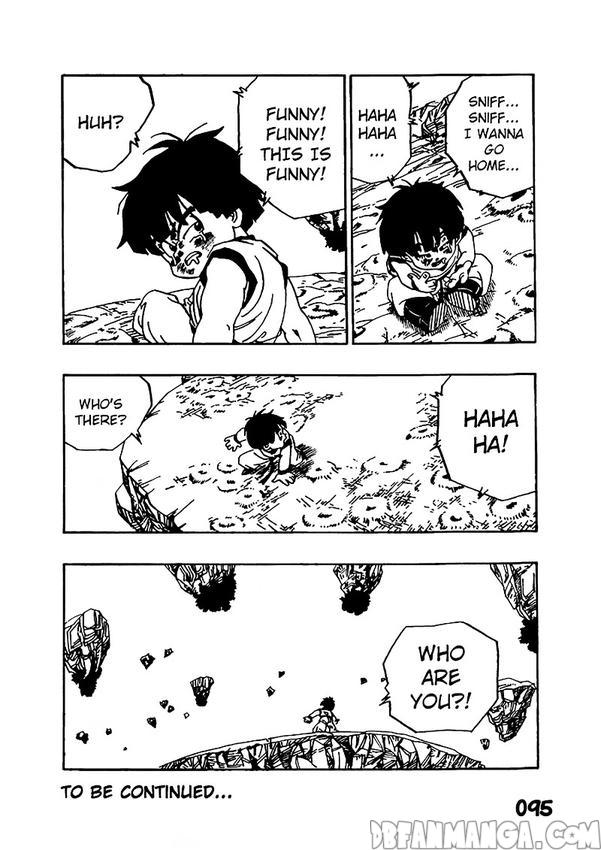 SNIFF...
SNIFF...
I WANNA
GO
HOME...
HAHA
HAHA
...
FUNNY!
FUNNY!
THIS IS
FUNNY!
HUH?
HAHA
HA!
WHO'S
THERE?
WHO
ARE
YOU?!
TO BE CONTINUED...
095
DBFANMANGA.COM